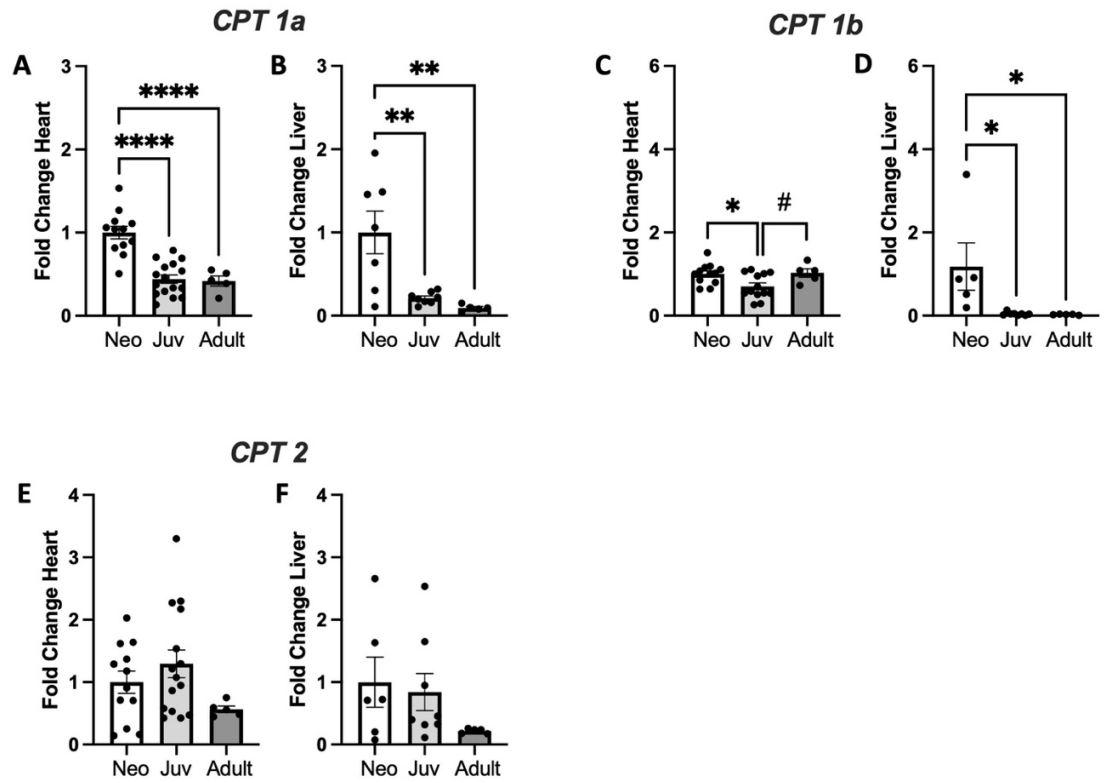 CPT 1a
CPT 1b
A
Fold Change Heart
3
2
1
0
****
****
Neo Juv Adult
B
Fold Change Liver
3
2
1
0
**
**
Neo Juv Adult
C
Fold Change Heart
6
4
2
0
*
#
Neo Juv Adult
D
Fold Change Liver
6
4
2
0
*
*
Neo Juv Adult
CPT 2
E
Fold Change Heart
4
3
2
1
0
Neo Juv Adult
F
Fold Change Liver
4
3
2
1
0
Neo Juv Adult